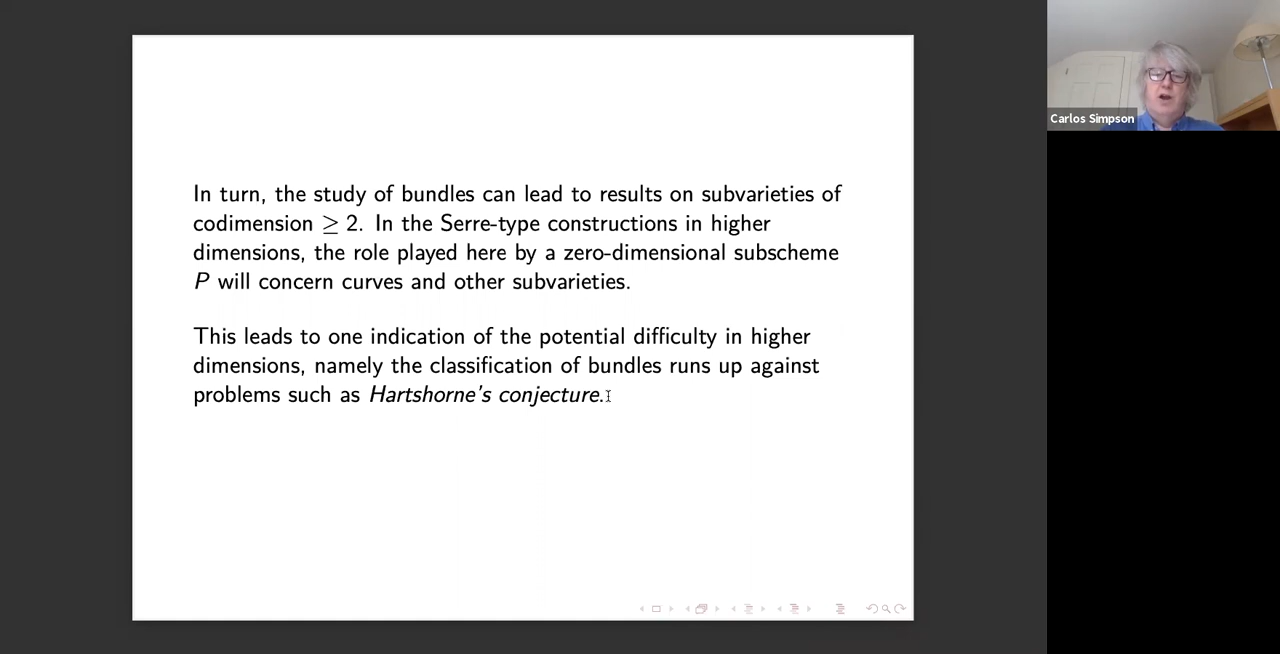 In turn, the study of bundles can lead to results on subvarieties of
codimension ≥ 2. In the Serre-type constructions in higher
dimensions, the role played here by a zero-dimensional subscheme
P will concern curves and other subvarieties.
This leads to one indication of the potential difficulty in higher
dimensions, namely the classification of bundles runs up against
problems such as Hartshorne's conjecture.
Carlos Simpson